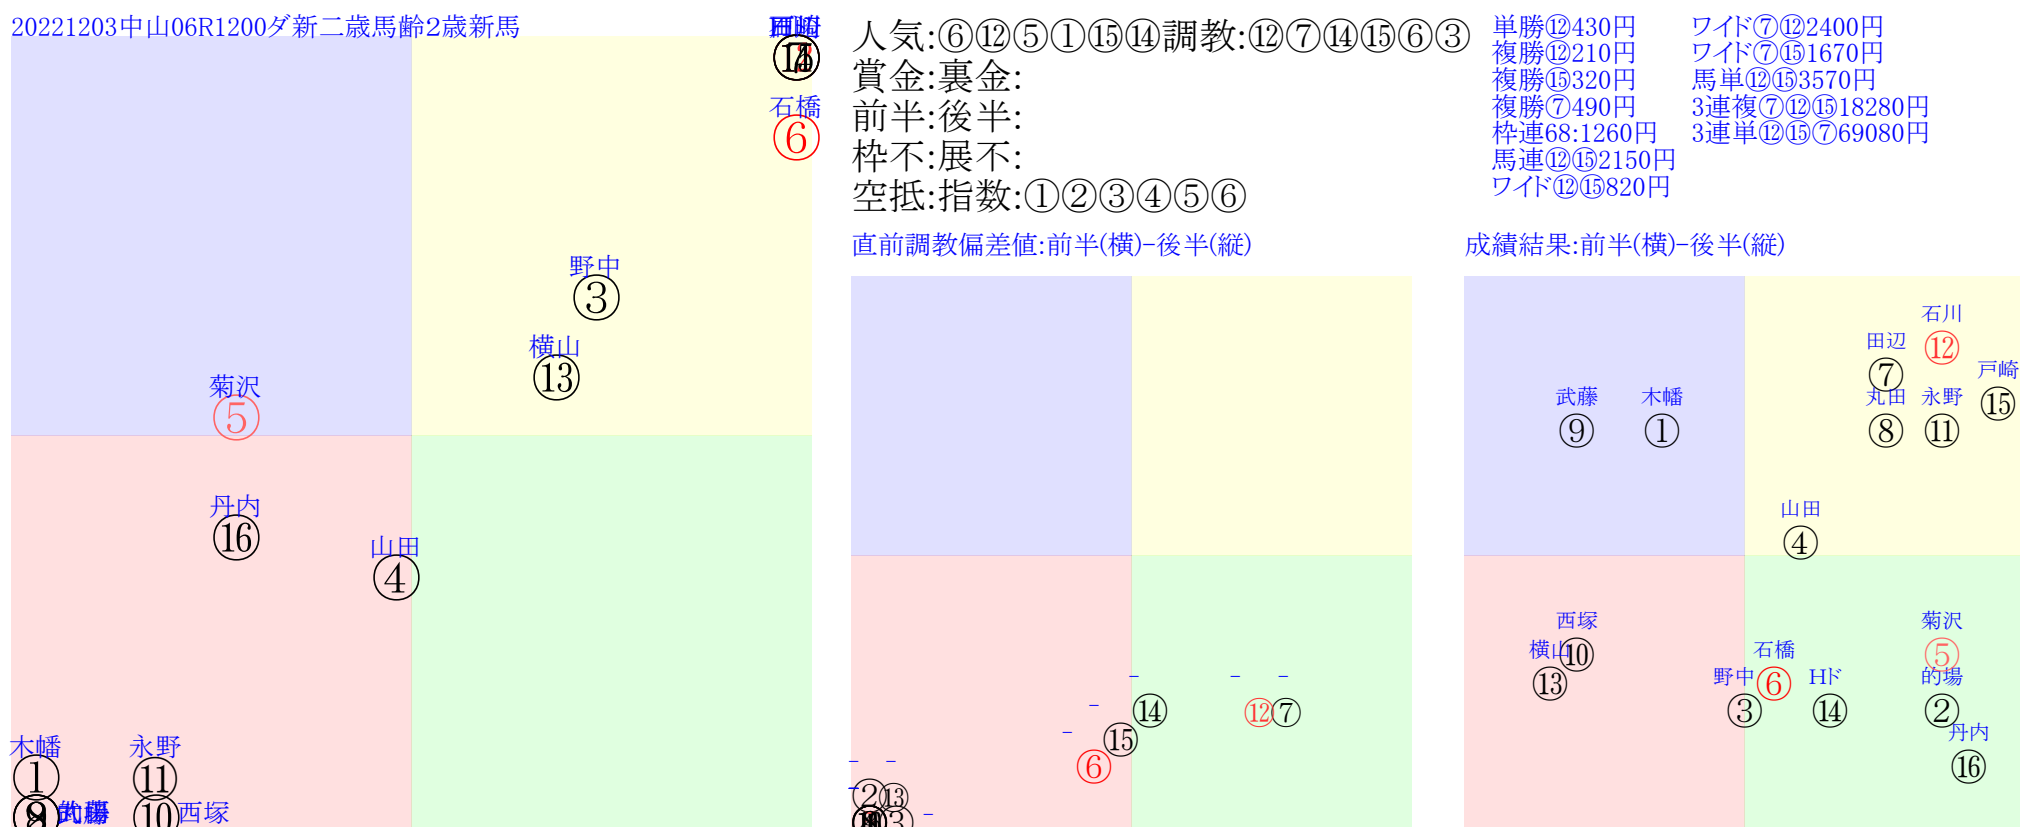 20221203中山06R1200ダ新二歳馬齢2歳新馬
石橋
⑥
野中
③
横山
⑬
菊沢
⑤
丹内
⑯
山田
④
木幡
①
永野
⑪
⑩西塚
人気:⑥⑫⑤①⑮⑭調教:⑫⑦⑭⑮⑥③
賞金:裏金:
前半:後半:
枠不:展不:
空抵:指数:①②③④⑤⑥
単勝⑫430円
複勝⑫210円
複勝⑮320円
複勝⑦490円
枠連68:1260円
馬連⑫⑮2150円
ワイド⑫⑮820円
ワイド⑦⑫2400円
ワイド⑦⑮1670円
馬単⑫⑮3570円
3連複⑦⑫⑮18280円
3連単⑫⑮⑦69080円
直前調教偏差値:前半(横)-後半(縦)
⑭
⑫⑦
⑮
⑥
②⑬
③
成績結果:前半(横)-後半(縦)
石川
⑫
田辺
⑦
戸崎
⑮
武藤
⑨
木幡
①
丸田
⑧
永野
⑪
山田
④
西塚
⑩
横山
⑬
野中
③
石橋
⑥
Hド
⑭
菊沢
⑤
的場
②
丹内
⑯